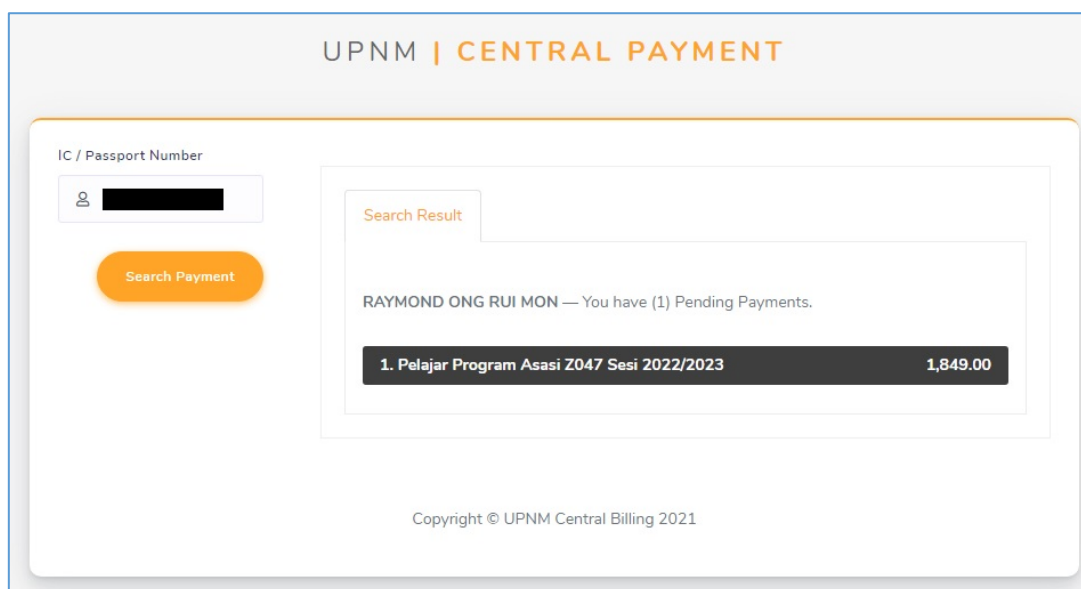 UPNM | CENTRAL PAYMENT
IC / Passport Number
Search Payment
Search Result
RAYMOND ONG RUI MON — You have (1) Pending Payments.
1. Pelajar Program Asasi Z047 Sesi 2022/2023 1,849.00
Copyright © UPNM Central Billing 2021